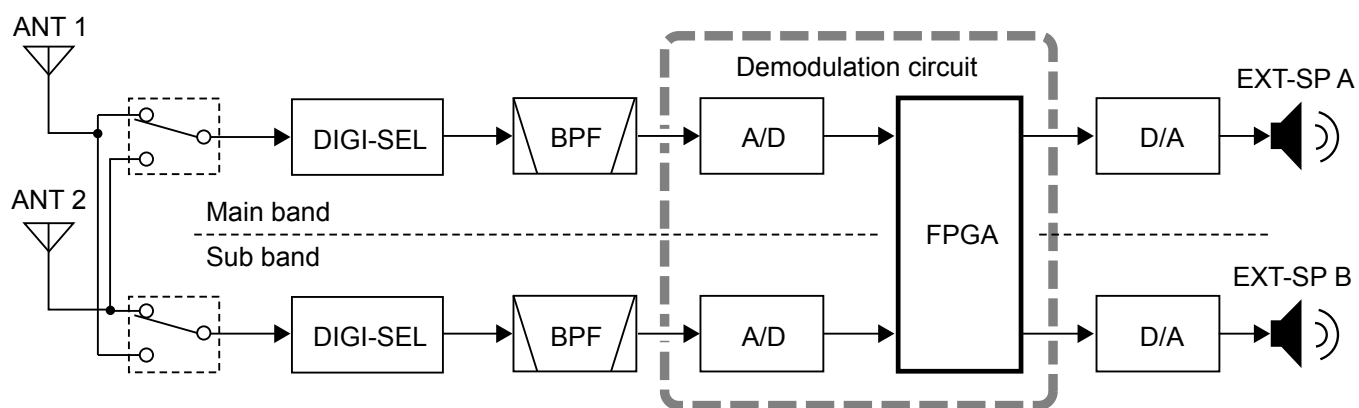 ANT 1
Demodulation circuit
EXT-SP A
DIGI-SEL
BPF
A/D
D/A
ANT 2
Main band
Sub band
FPGA
EXT-SP B
DIGI-SEL
BPF
A/D
D/A